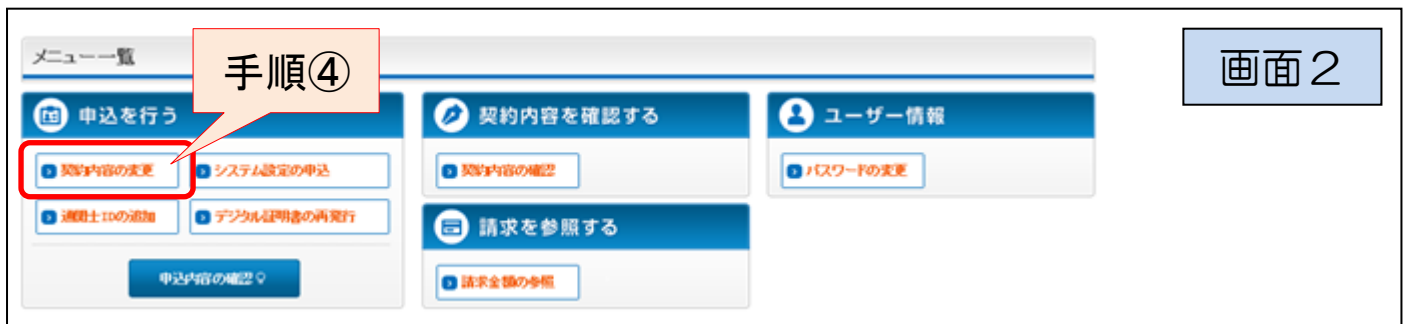 メニュー一覧
手順④
画面２
申込を行う
契約内容の変更
システム設定の申込
通関士IDの追加
デジタル証明書の再発行
申込内容の確認
契約内容を確認する
契約内容の確認
請求を参照する
請求金額の参照
ユーザー情報
パスワードの変更